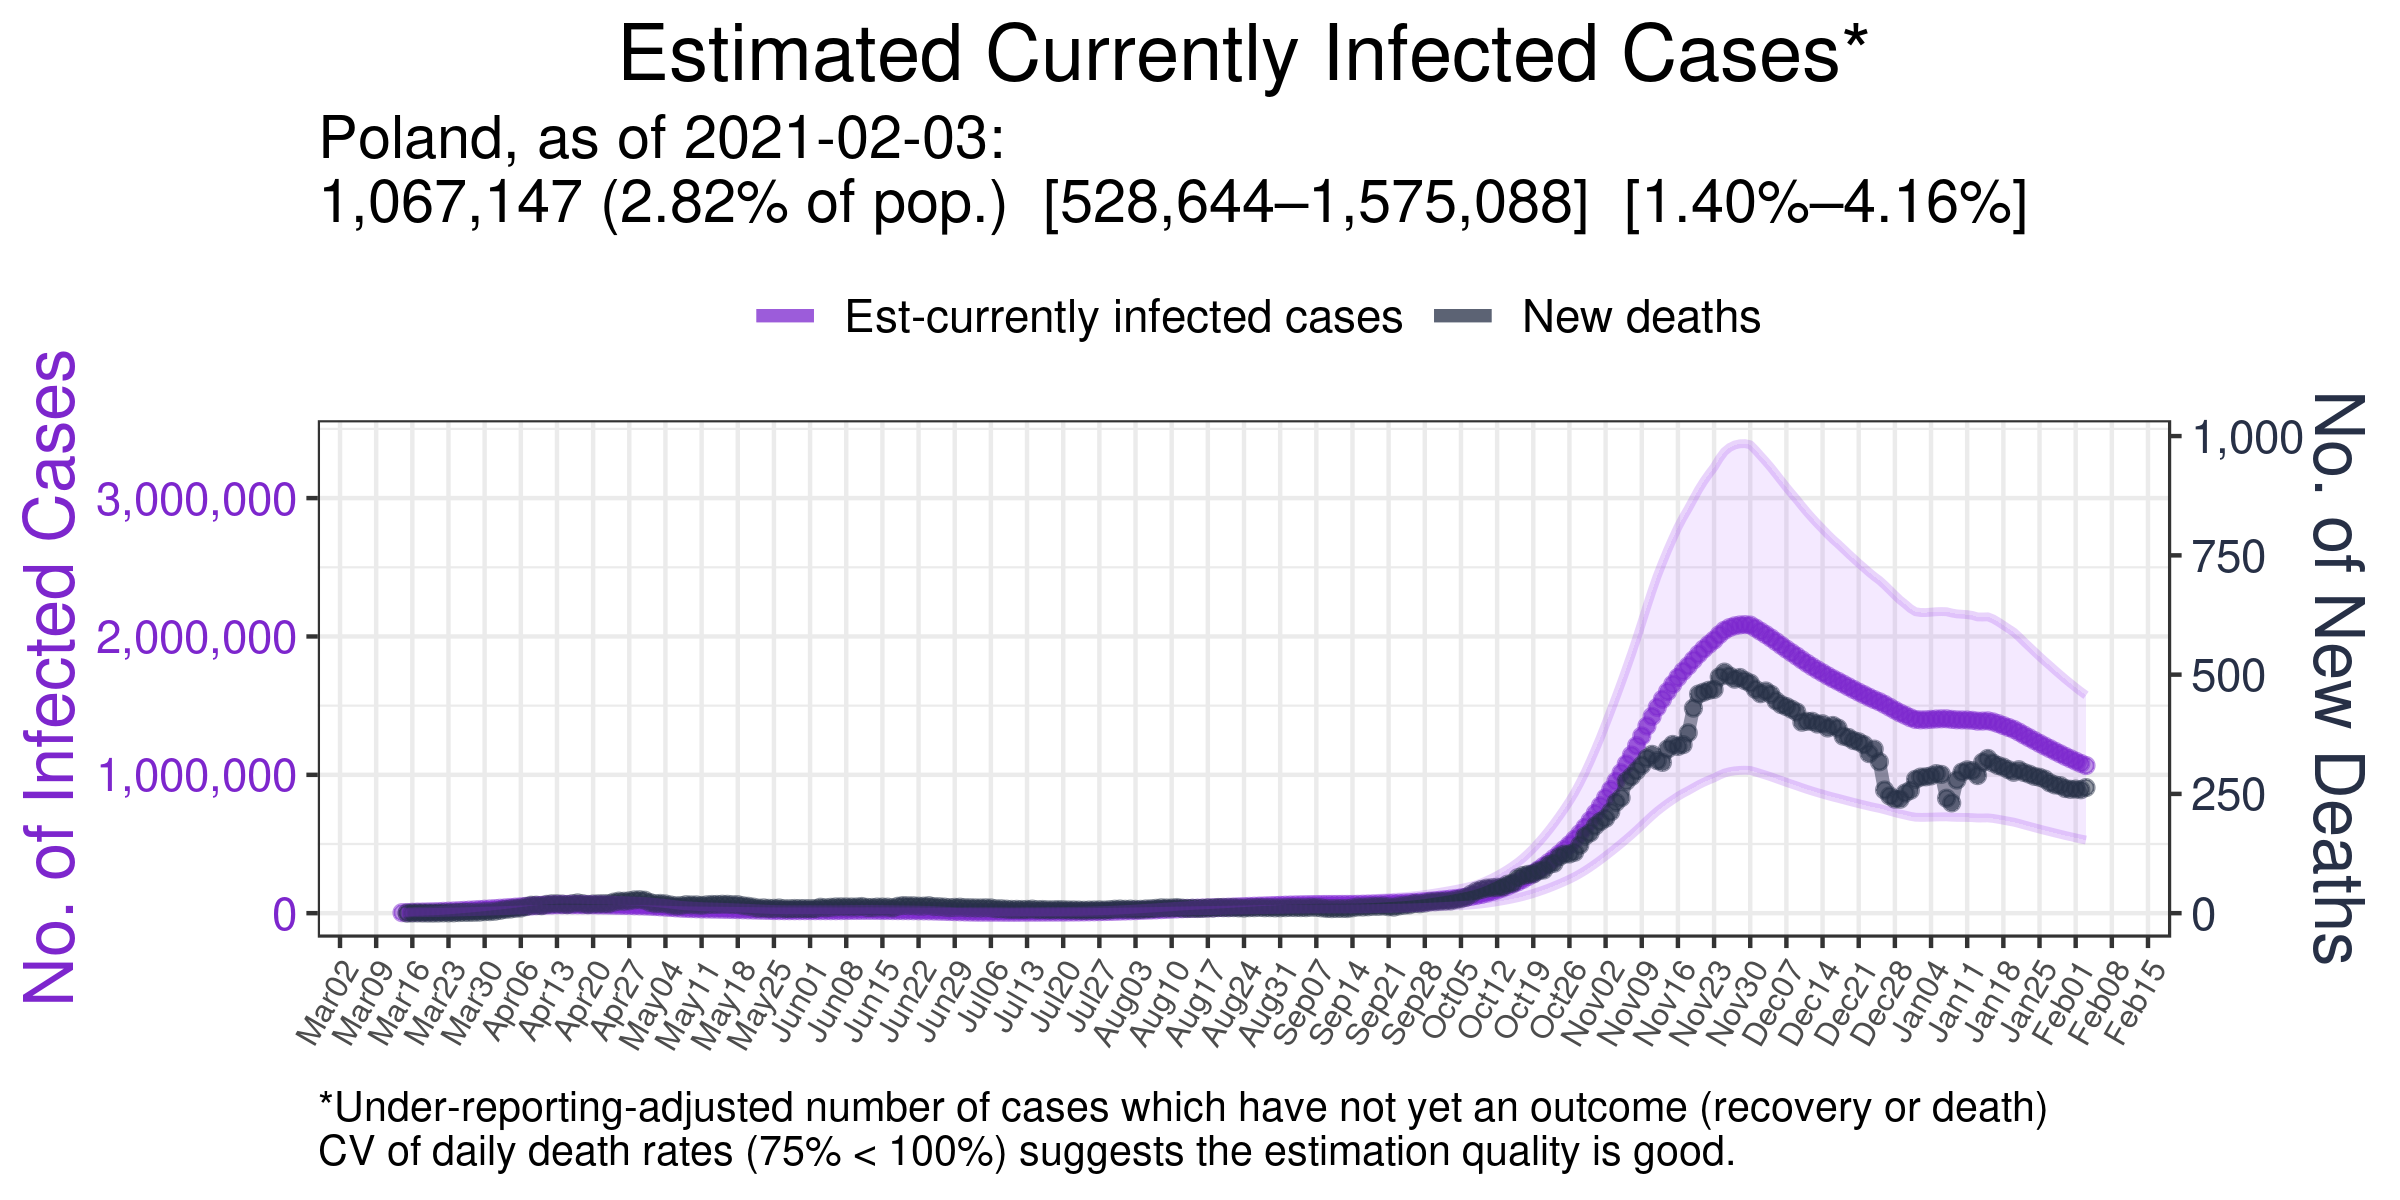 Estimated Currently Infected Cases*
Poland, as of 2021-02-03:
1,067,147 (2.82% of pop.) [528,644–1,575,088] [1.40%–4.16%]
Est-currently infected cases
New deaths
No. of Infected Cases
3,000,000
2,000,000
1,000,000
0
1,000
750
500
250
0
No. of New Deaths
Mar02
Mar09
Mar16
Mar23
Mar30
Apr06
Apr13
Apr20
Apr27
May04
May11
May18
May25
Jun01
Jun08
Jun15
Jun22
Jun29
Jul06
Jul13
Jul20
Jul27
Aug03
Aug10
Aug17
Aug24
Aug31
Sep07
Sep14
Sep21
Sep28
Oct05
Oct12
Oct19
Oct26
Nov02
Nov09
Nov16
Nov23
Nov30
Dec07
Dec14
Dec21
Dec28
Jan04
Jan11
Jan18
Jan25
Feb01
Feb08
Feb15
*Under-reporting-adjusted number of cases which have not yet an outcome (recovery or death)
CV of daily death rates (75% < 100%) suggests the estimation quality is good.